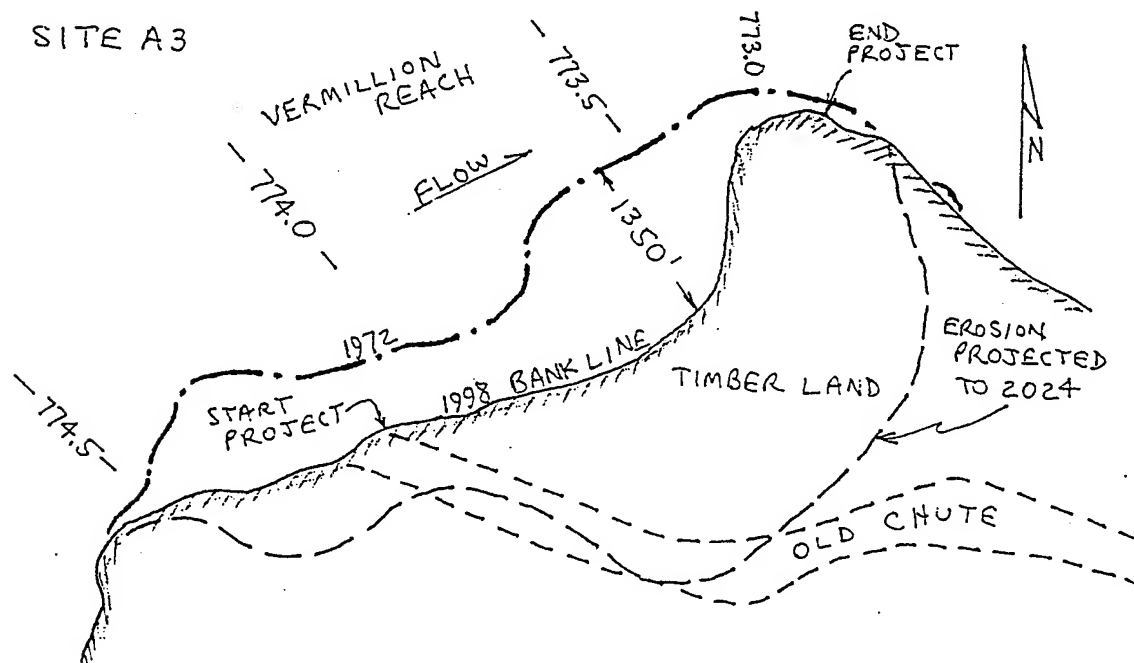 SITE A3
VERMILLION
REACH
773.5
773.0
END
PROJECT
N
774.0
FLOW
1350'
1972
EROSION
PROJECTED
TO 2024
BANK LINE
1998
TIMBER LAND
START
PROJECT
774.5
OLD CHUTE